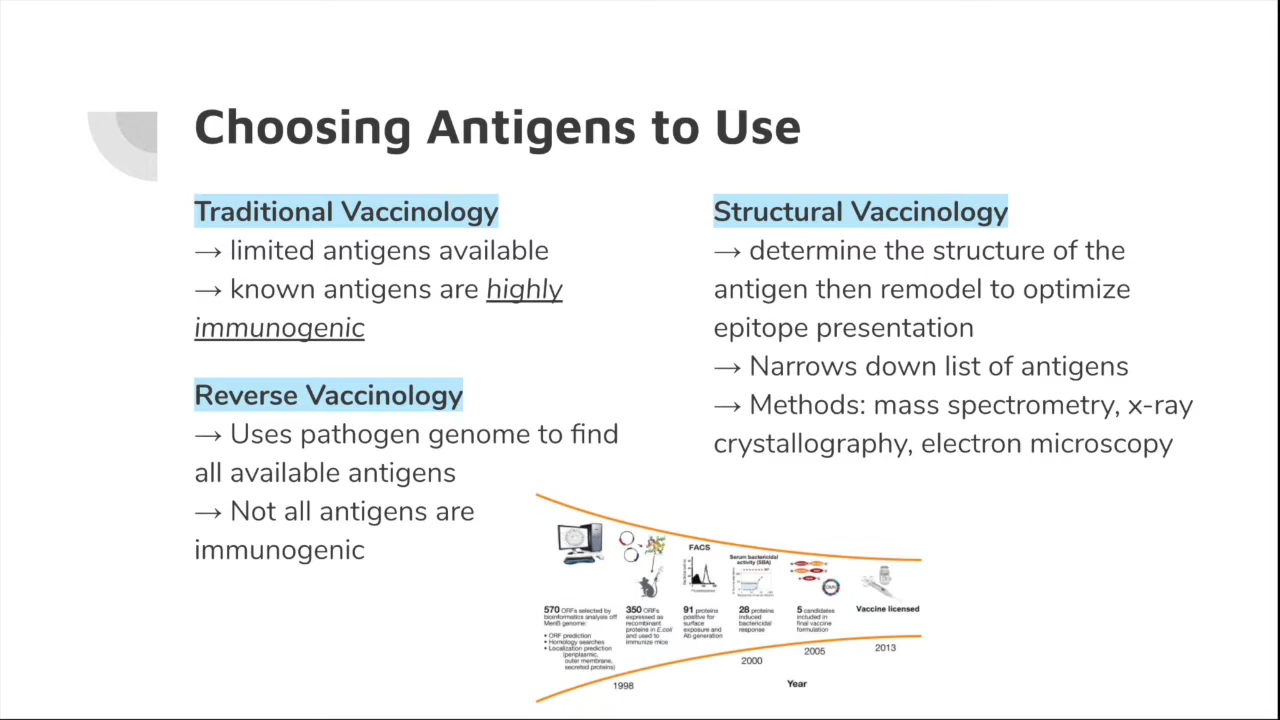 Choosing Antigens to Use
Traditional Vaccinology
→ limited antigens available
→ known antigens are highly
immunogenic
Reverse Vaccinology
→ Uses pathogen genome to find
all available antigens
→ Not all antigens are
immunogenic
Structural Vaccinology
→ determine the structure of the
antigen then remodel to optimize
epitope presentation
→ Narrows down list of antigens
→ Methods: mass spectrometry, x-ray
crystallography, electron microscopy
570 ORFs selected by
bioinformatics analysis off
MenB genome:
• ORF prediction
• Homology searches
• Localization prediction
(periplasmic,
outer membrane,
secreted proteins)
350 ORFs
expressed as
recombinant
proteins in E.coli
and used to
immunize mice
FACS
91 proteins
positive for
surface
exposure and
Ab generation
Serum bactericidal
activity (SBA)
28 proteins
induced
bactericidal
response
5 candidates
included in
final vaccine
formulation
Vaccine licensed
1998
2000
2005
2013
Year